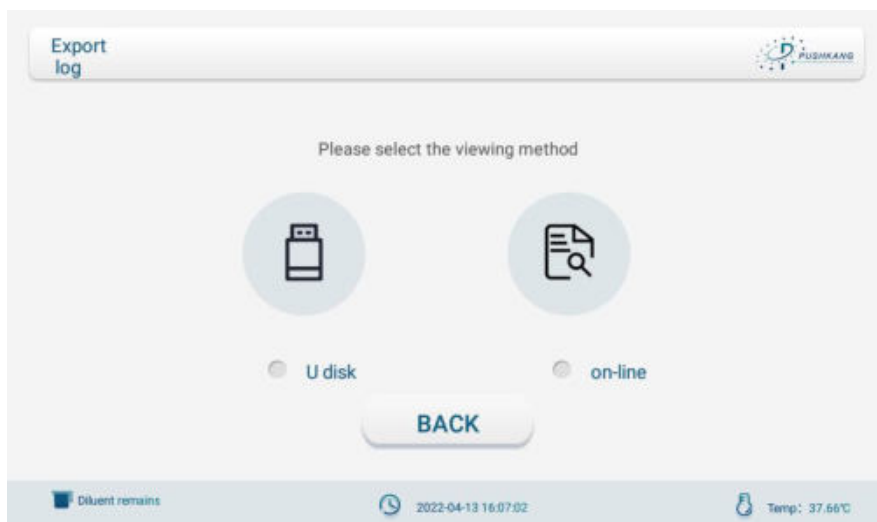 Export
log
PUSHKANG
Please select the viewing method
U disk
on-line
BACK
Diluent remains
2022-04-13 16:07:02
Temp: 37.66℃